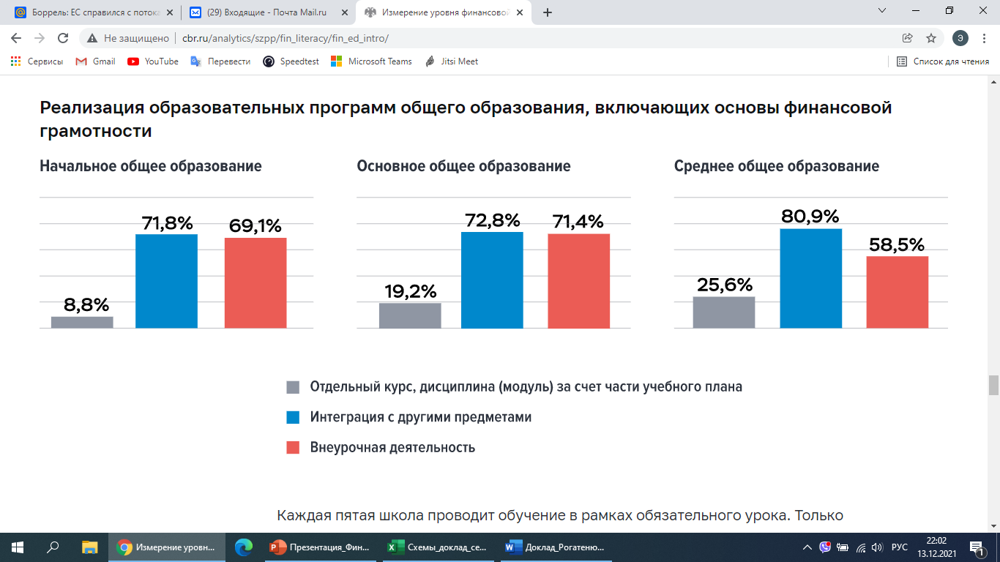 Боррель: ЕС справился с потока
(29) Входящие - Почта Mail.ru
Измерение уровня финансовой
Не защищено
cbr.ru/analytics/szpp/fin_literacy/fin_ed_intro/
Э
Сервисы
Gmail
YouTube
Перевести
Speedtest
Microsoft Teams
Jitsi Meet
Список для чтения
Реализация образовательных программ общего образования, включающих основы финансовой
грамотности
Начальное общее образование
Основное общее образование
Среднее общее образование
8,8%
71,8%
69,1%
19,2%
72,8%
71,4%
25,6%
80,9%
58,5%
Отдельный курс, дисциплина (модуль) за счет части учебного плана
Интеграция с другими предметами
Внеурочная деятельность
Каждая пятая школа проводит обучение в рамках обязательного урока. Только
Измерение уровн...
Презентация_Фин...
Схемы_доклад_се...
Доклад_Рогатеню...
РУС
22:02
13.12.2021
1